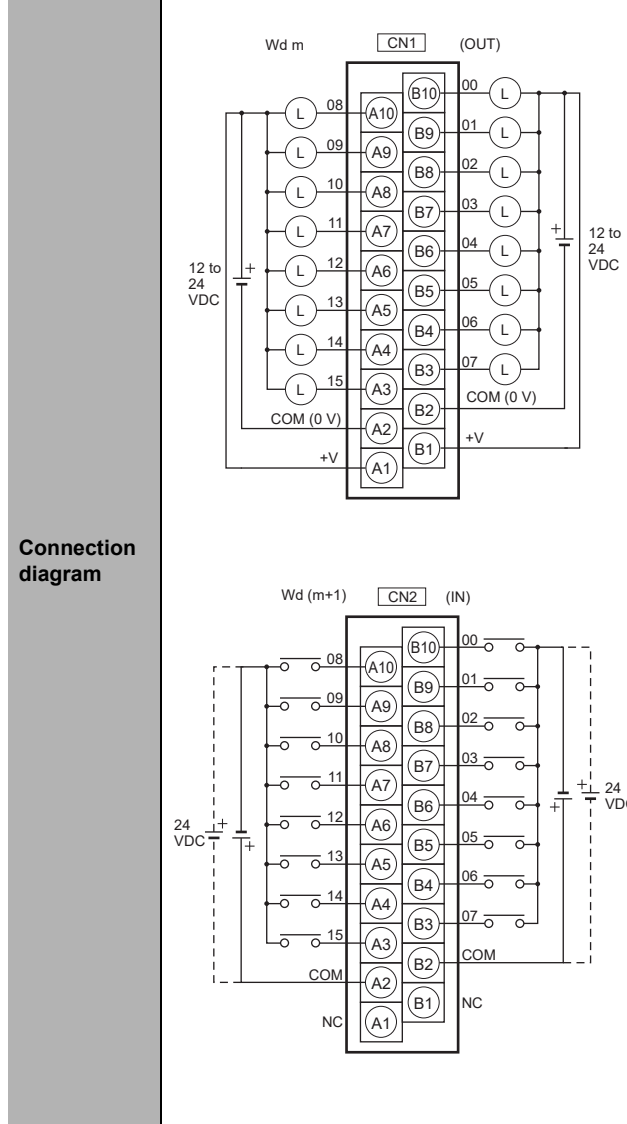 Connection
diagram
Wd m CN1 (OUT)
B10 00 L
L 08 A10
B9 01 L
L 09 A9
B8 02 L
L 10 A8
B7 03 L
L 11 A7
B6 04 L
L 12 A6
B5 05 L
L 13 A5
B4 06 L
L 14 A4
B3 07 L
L 15 A3
B2 COM (0 V)
COM (0 V) A2
B1 +V
+V A1
12 to
24
VDC
+
+
12 to
24
VDC
Wd (m+1) CN2 (IN)
B10 00
08 A10
B9 01
09 A9
B8 02
10 A8
B7 03
11 A7
B6 04
12 A6
B5 05
13 A5
B4 06
14 A4
B3 07
15 A3
B2 COM
COM A2
B1 NC
NC A1
24
VDC
+
+
+
+
24